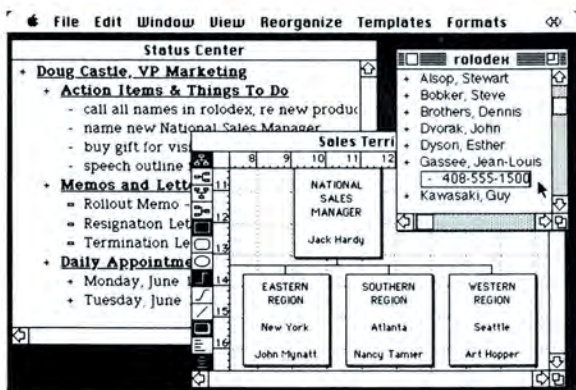 File Edit Window View Reorganize Templates Formats
Status Center
+ Doug Castle, VP Marketing
+ Action Items & Things To Do
- call all names in rolodex, re new produc
- name new National Sales Manager
- buy gift for vis
- speech outline
+ Memos and Lette
Rollout Memo -
Resignation Let
Termination Le
+ Daily Appointme
+ Monday, June 1
+ Tuesday, June
Sales Terri
8 9 10 11 12
11
12
13
14
15
16
NATIONAL
SALES
MANAGER
Jack Hardy
EASTERN
REGION
New York
John Mynatt
SOUTHERN
REGION
Atlanta
Nancy Tamler
WESTERN
REGION
Seattle
Art Hopper
rolodex
+ Alsop, Stewart
+ Bobker, Steve
+ Brothers, Dennis
+ Dvorak, John
+ Dyson, Esther
+ Gassee, Jean-Louis
- 408-555-1500
+ Kawasaki, Guy